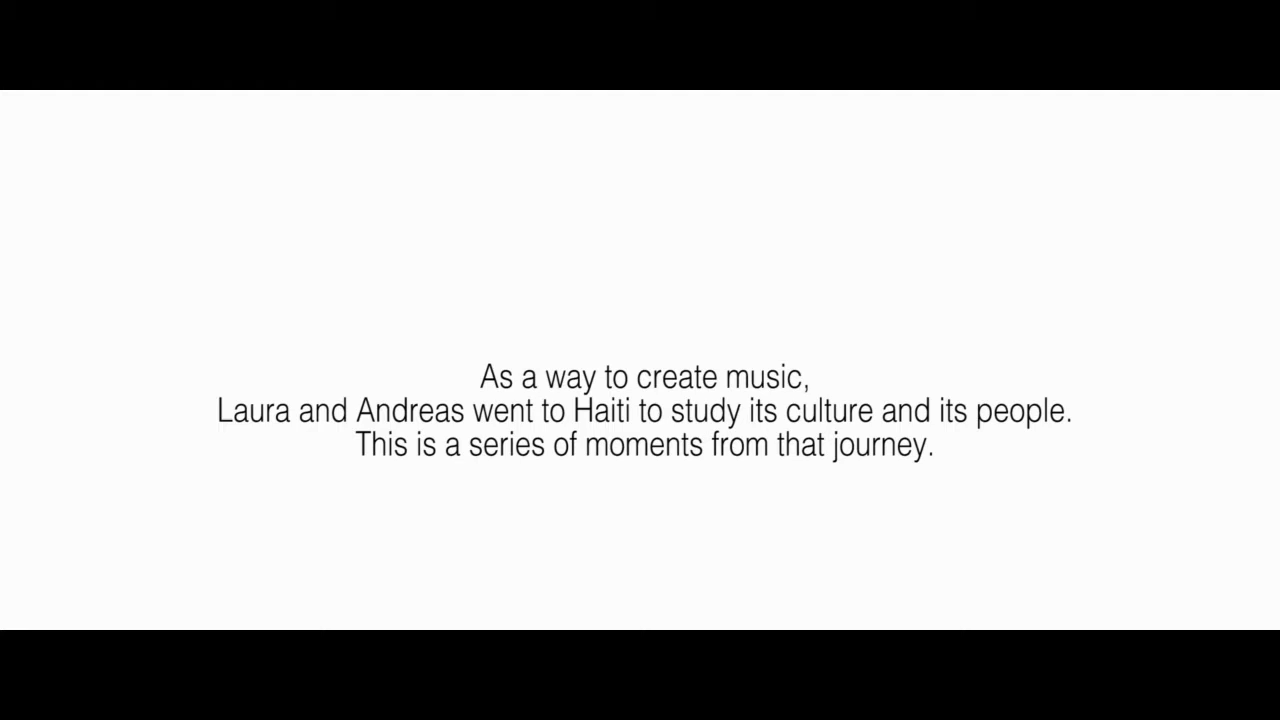 As a way to create music,
Laura and Andreas went to Haiti to study its culture and its people.
This is a series of moments from that journey.